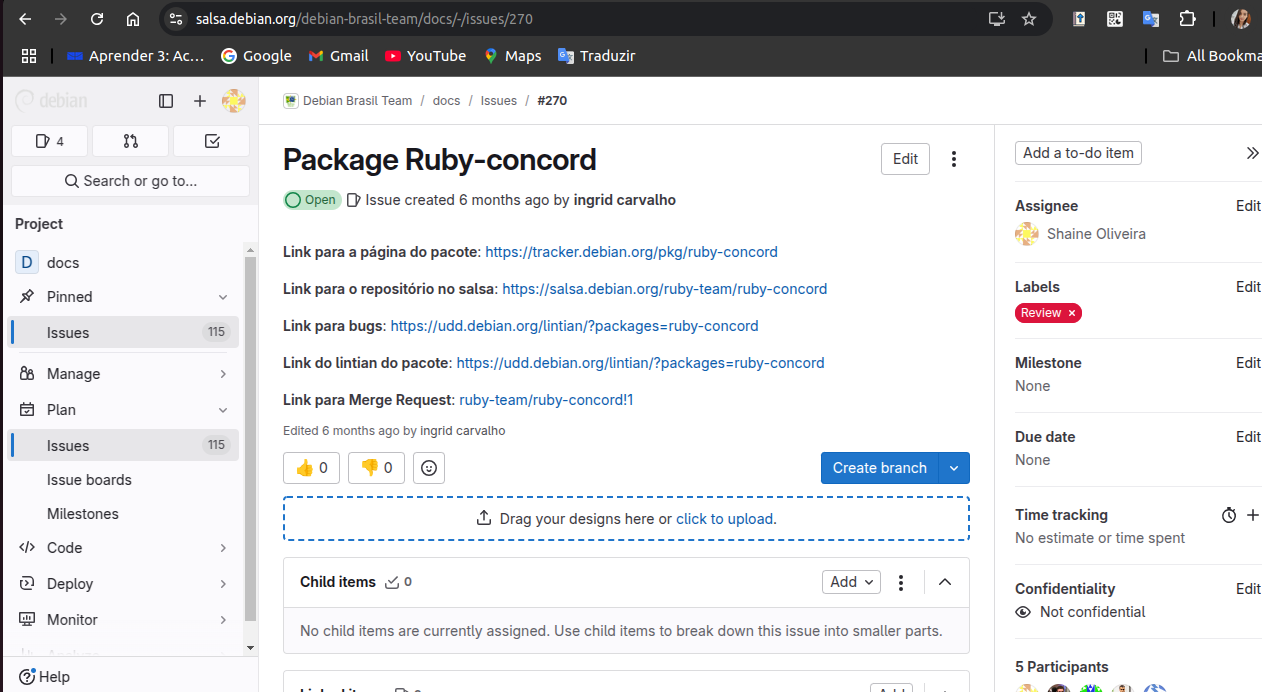 salsa.debian.org/debian-brasil-team/docs/-/issues/270
Aprender 3: Ac... Google Gmail YouTube Maps Traduzir All Bookma
debian
4
Search or go to...
Project
D docs
Pinned
Issues 115
Manage
Plan
Issues 115
Issue boards
Milestones
Code
Deploy
Monitor
Analyze
Help
Debian Brasil Team / docs / Issues / #270
Package Ruby-concord
Edit
Open Issue created 6 months ago by ingrid carvalho
Link para a página do pacote: https://tracker.debian.org/pkg/ruby-concord
Link para o repositório no salsa: https://salsa.debian.org/ruby-team/ruby-concord
Link para bugs: https://udd.debian.org/lintian/?packages=ruby-concord
Link do lintian do pacote: https://udd.debian.org/lintian/?packages=ruby-concord
Link para Merge Request: ruby-team/ruby-concord!1
Edited 6 months ago by ingrid carvalho
0 0
Create branch
Drag your designs here or click to upload.
Child items 0
Add
No child items are currently assigned. Use child items to break down this issue into smaller parts.
Add a to-do item
Assignee Edit
Shaine Oliveira
Labels Edit
Review ×
Milestone Edit
None
Due date Edit
None
Time tracking
No estimate or time spent
Confidentiality Edit
Not confidential
5 Participants